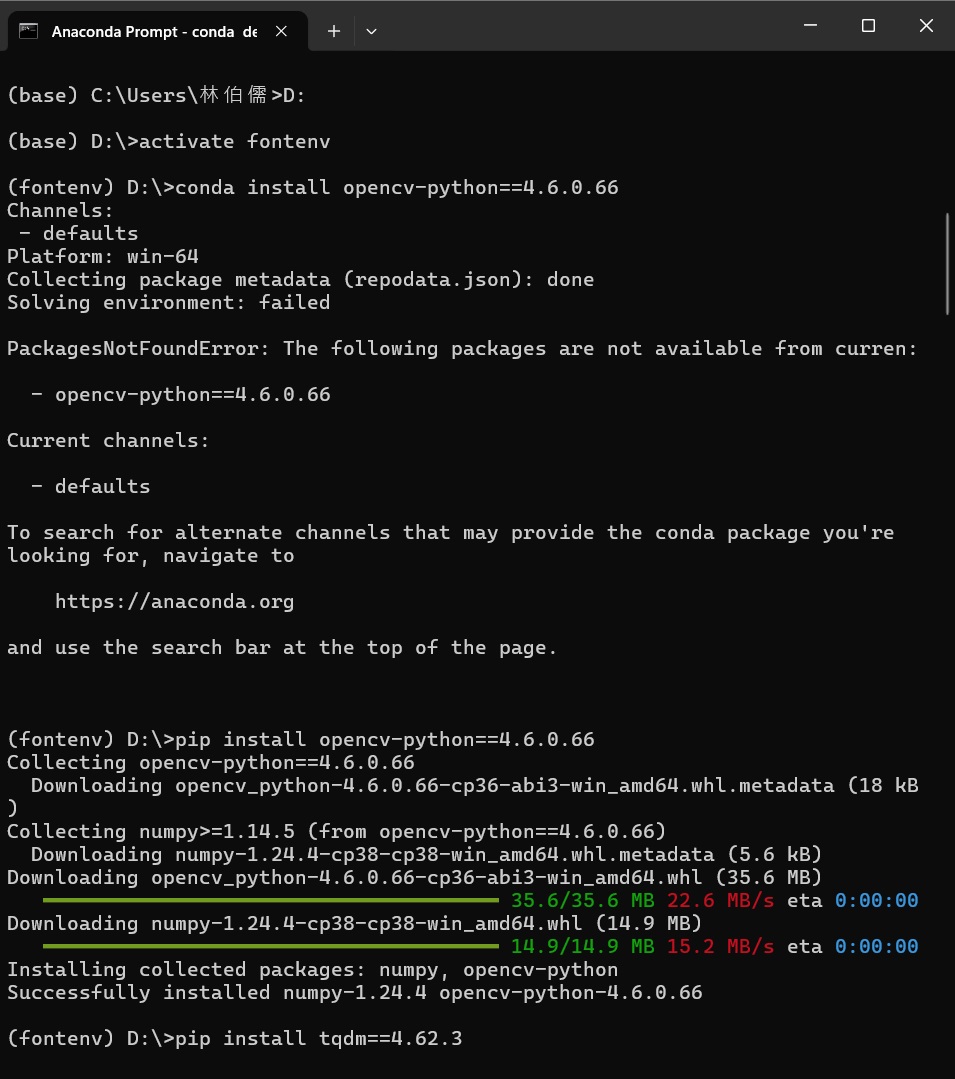 Anaconda Prompt - conda de
(base) C:\Users\林伯儒>D:
(base) D:\>activate fontenv
(fontenv) D:\>conda install opencv-python==4.6.0.66
Channels:
 - defaults
Platform: win-64
Collecting package metadata (repodata.json): done
Solving environment: failed
PackagesNotFoundError: The following packages are not available from curren:
  - opencv-python==4.6.0.66
Current channels:
  - defaults
To search for alternate channels that may provide the conda package you're
looking for, navigate to
    https://anaconda.org
and use the search bar at the top of the page.
(fontenv) D:\>pip install opencv-python==4.6.0.66
Collecting opencv-python==4.6.0.66
  Downloading opencv_python-4.6.0.66-cp36-abi3-win_amd64.whl.metadata (18 kB
)
Collecting numpy>=1.14.5 (from opencv-python==4.6.0.66)
  Downloading numpy-1.24.4-cp38-cp38-win_amd64.whl.metadata (5.6 kB)
Downloading opencv_python-4.6.0.66-cp36-abi3-win_amd64.whl (35.6 MB)
35.6/35.6 MB 22.6 MB/s eta 0:00:00
Downloading numpy-1.24.4-cp38-cp38-win_amd64.whl (14.9 MB)
14.9/14.9 MB 15.2 MB/s eta 0:00:00
Installing collected packages: numpy, opencv-python
Successfully installed numpy-1.24.4 opencv-python-4.6.0.66
(fontenv) D:\>pip install tqdm==4.62.3